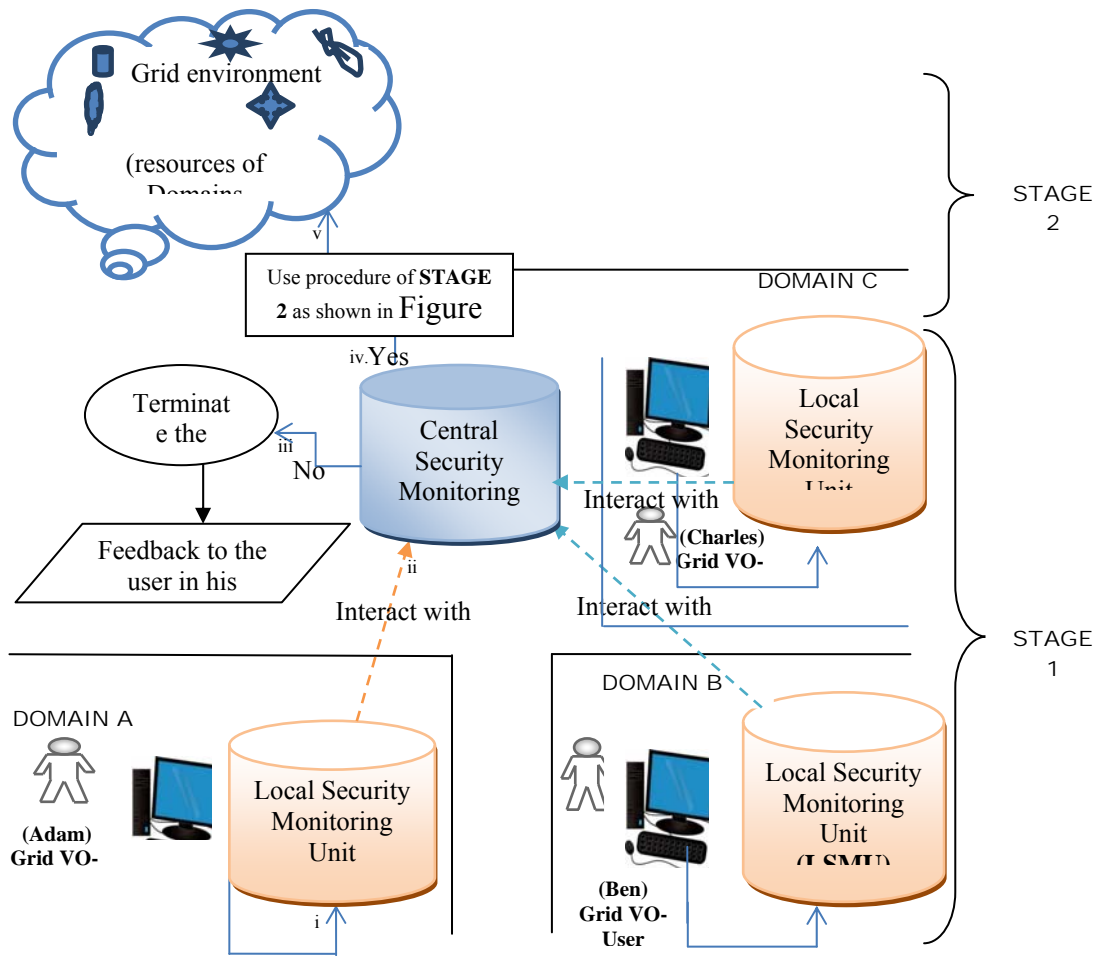 Grid environment
(resources of
Domains
v
Use procedure of STAGE
2 as shown in Figure
STAGE
2
DOMAIN C
iv.Yes
Terminat
e the
iii
No
Central
Security
Monitoring
Local
Security
Monitoring
Unit
Interact with
(Charles)
Grid VO-
Feedback to the
user in his
ii
Interact with
Interact with
STAGE
1
DOMAIN A
DOMAIN B
(Adam)
Grid VO-
Local Security
Monitoring
Unit
i
(Ben)
Grid VO-
User
Local Security
Monitoring
Unit
(LSMU)